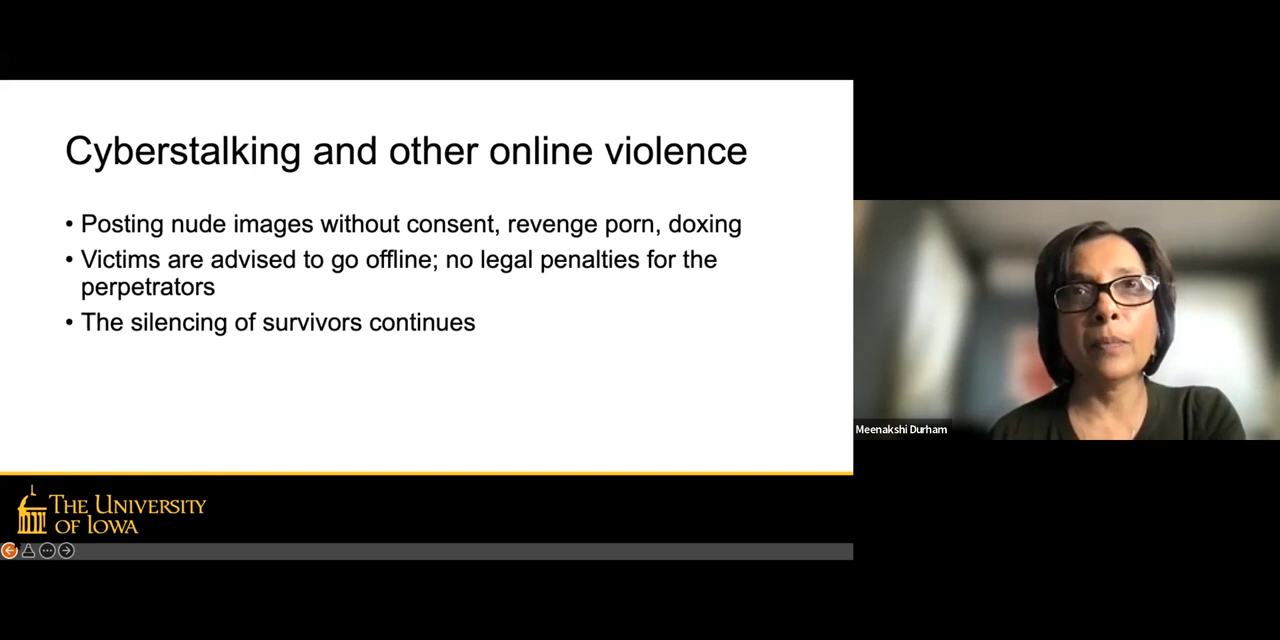 Cyberstalking and other online violence
• Posting nude images without consent, revenge porn, doxing
• Victims are advised to go offline; no legal penalties for the
perpetrators
• The silencing of survivors continues
THE UNIVERSITY
OF IOWA
Meenakshi Durham